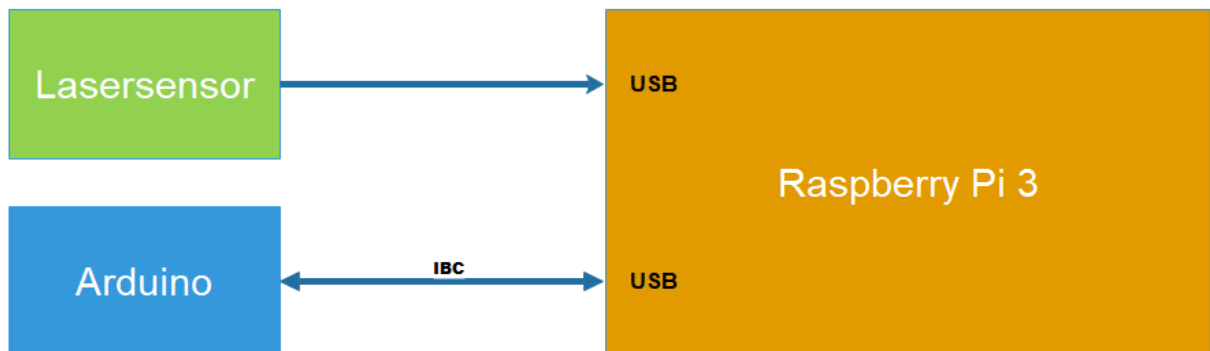 Lasersensor
USB
Raspberry Pi 3
Arduino
IBC
USB